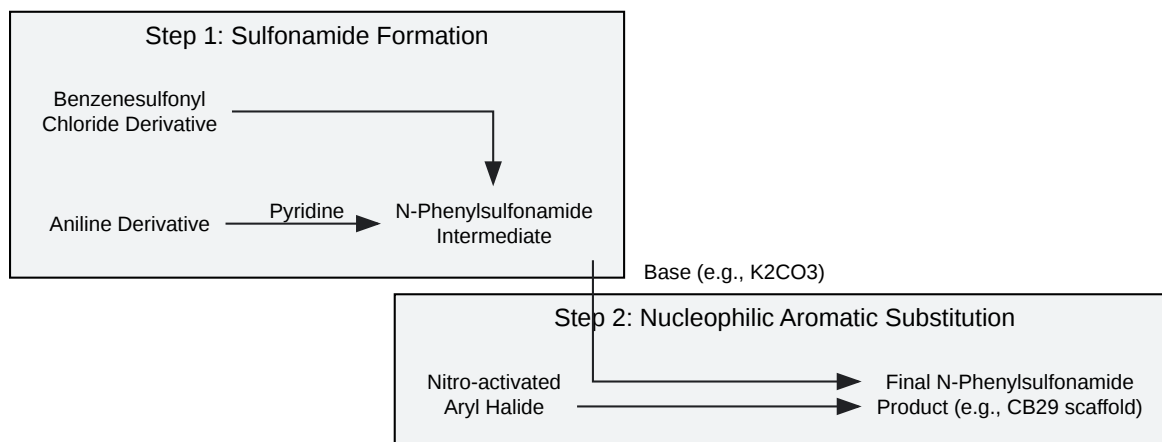 Step 1: Sulfonamide Formation
Benzenesulfonyl
Chloride Derivative
Aniline Derivative
Pyridine
N-Phenylsulfonamide
Intermediate
Base (e.g., K2CO3)
Step 2: Nucleophilic Aromatic Substitution
Nitro-activated
Aryl Halide
Final N-Phenylsulfonamide
Product (e.g., CB29 scaffold)